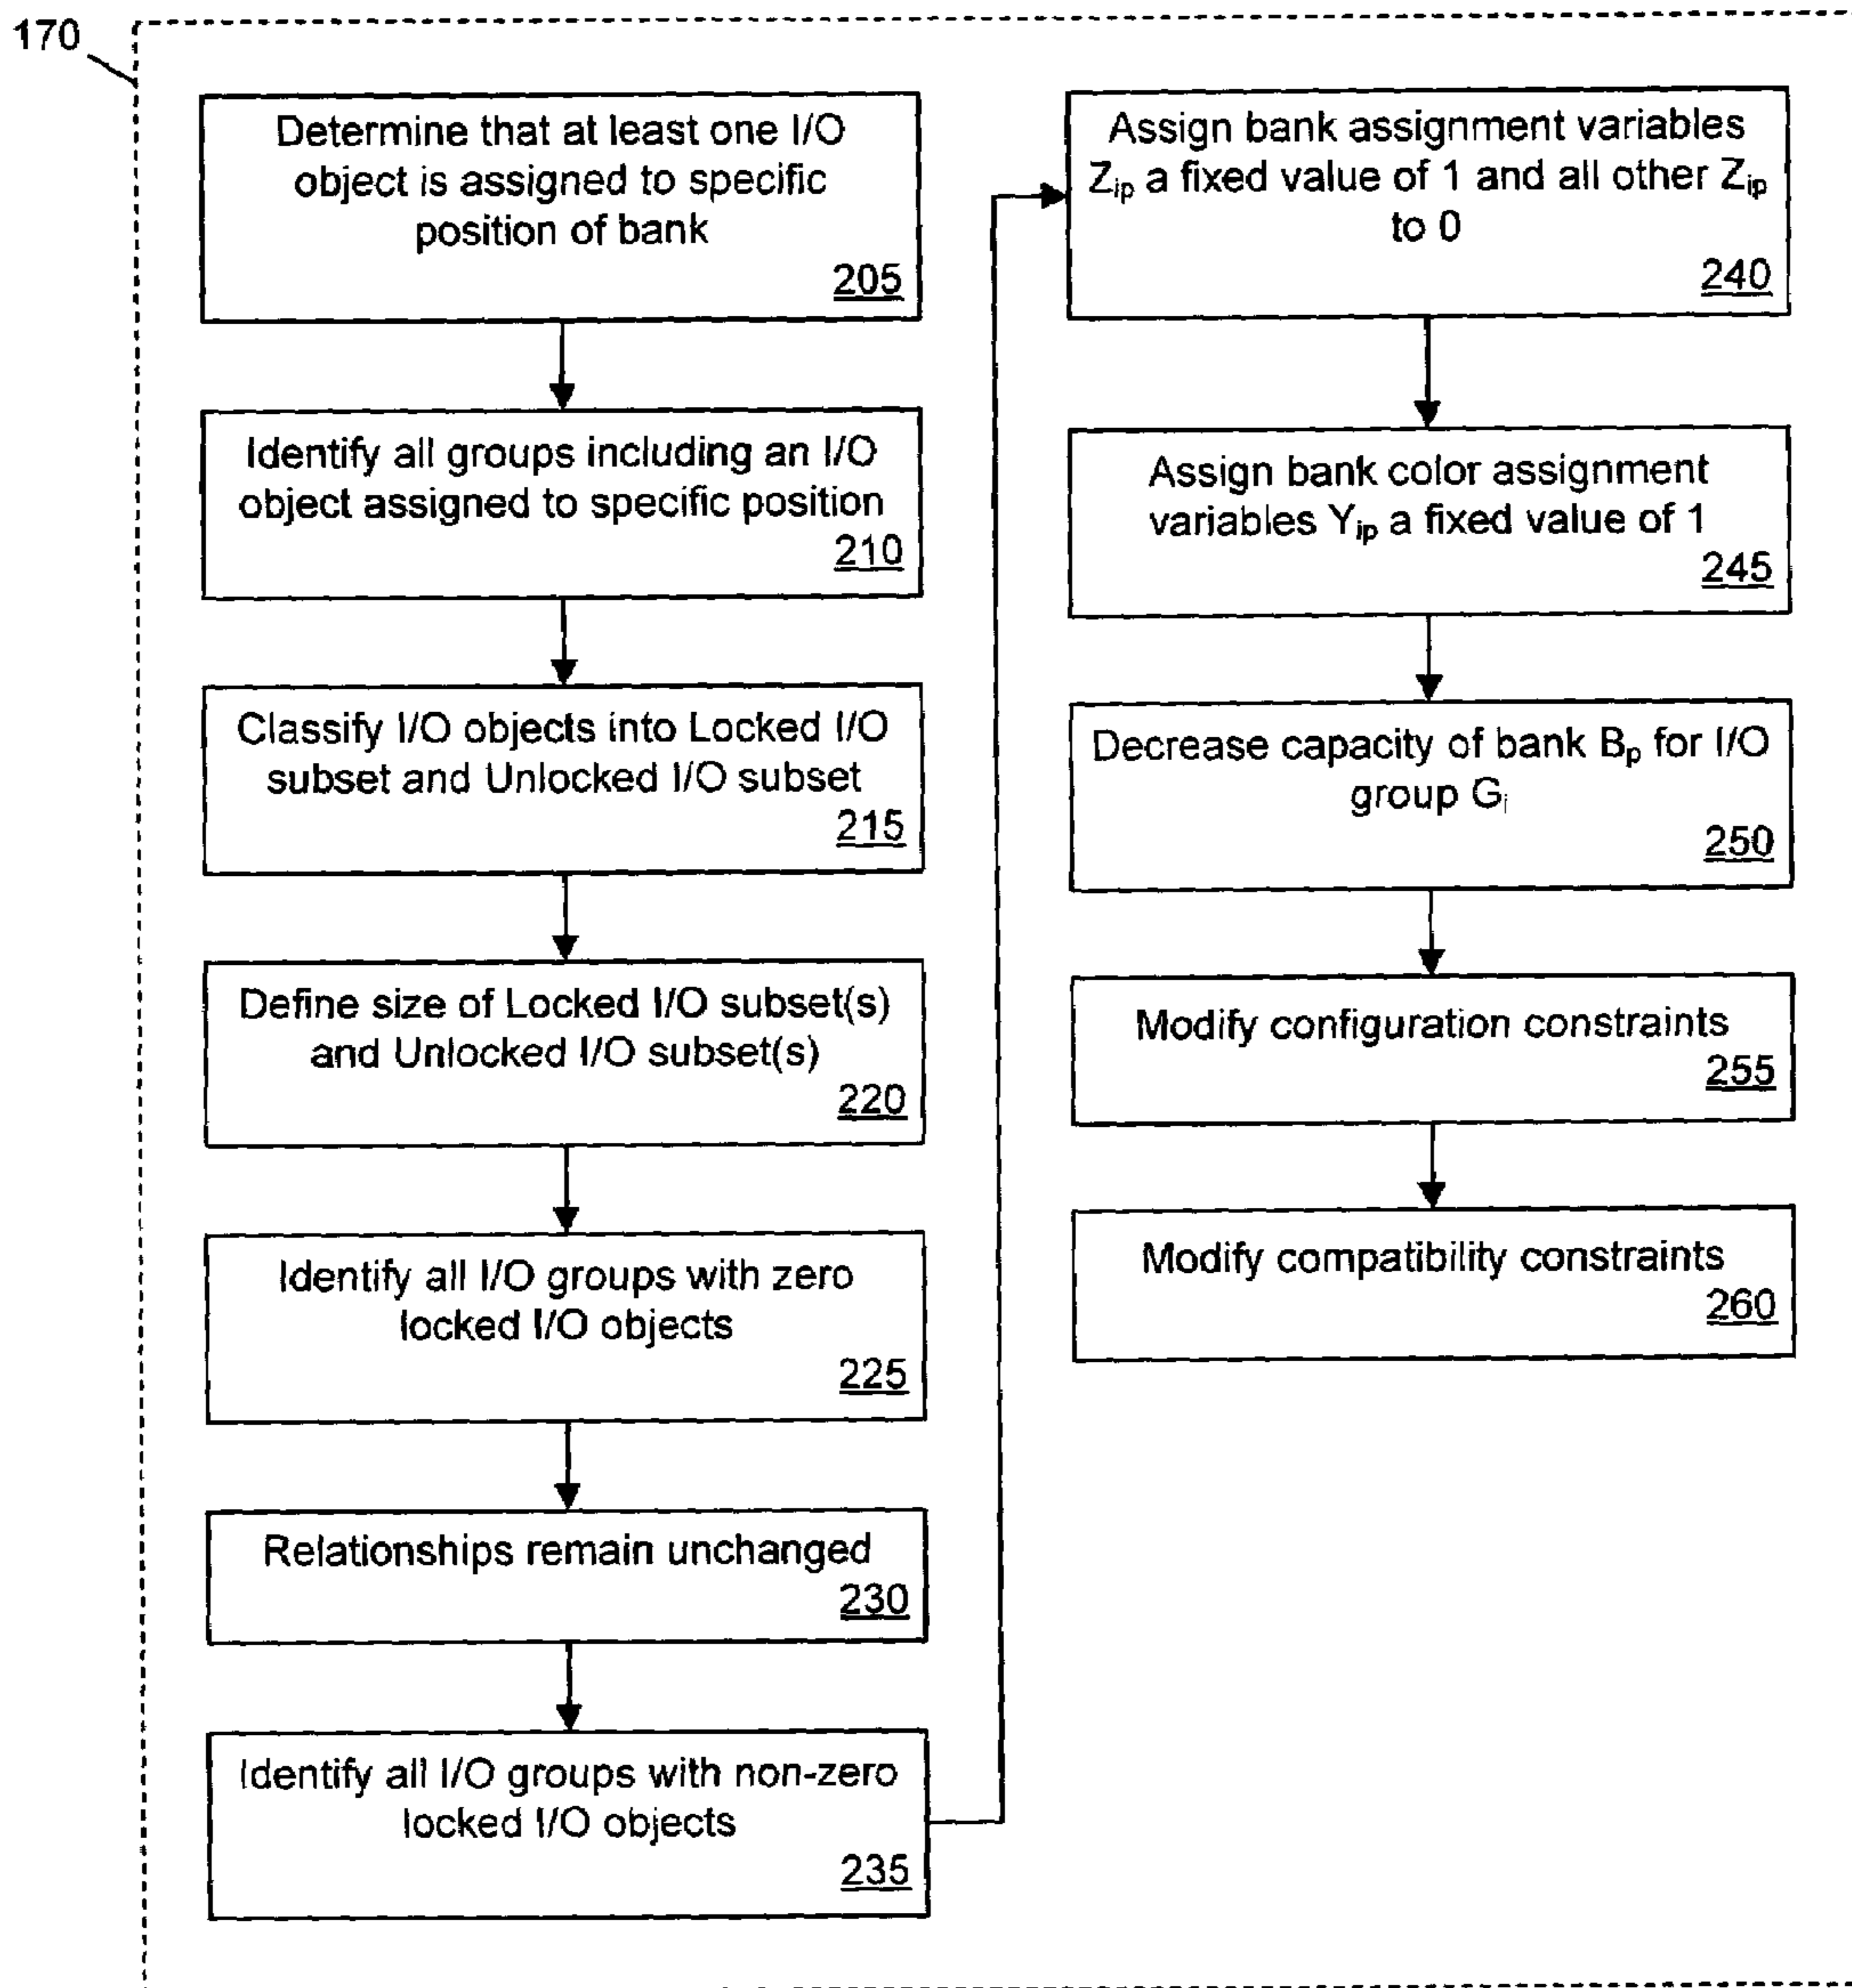 170
Determine that at least one I/O
object is assigned to specific
position of bank
205
Identify all groups including an I/O
object assigned to specific position
210
Classify I/O objects into Locked I/O
subset and Unlocked I/O subset
215
Define size of Locked I/O subset(s)
and Unlocked I/O subset(s)
220
Identify all I/O groups with zero
locked I/O objects
225
Relationships remain unchanged
230
Identify all I/O groups with non-zero
locked I/O objects
235
Assign bank assignment variables
Zip a fixed value of 1 and all other Zip
to 0
240
Assign bank color assignment
variables Yip a fixed value of 1
245
Decrease capacity of bank Bp for I/O
group Gi
250
Modify configuration constraints
255
Modify compatibility constraints
260